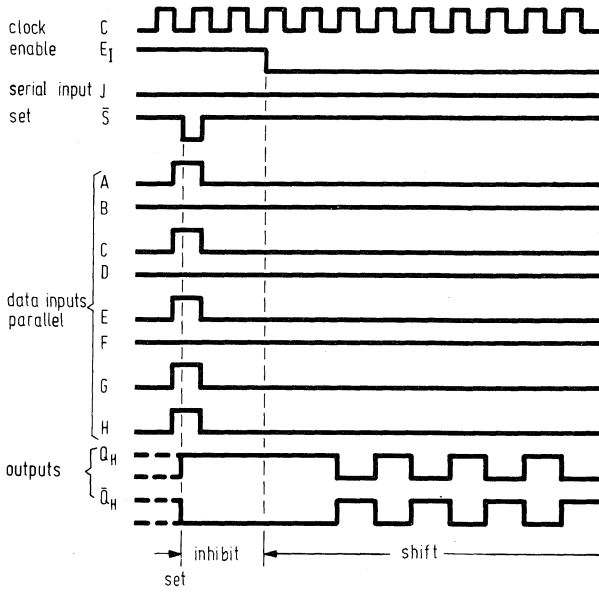 clock C
enable E_I
serial input J
set S̄
A
B
C
D
data inputs
parallel
E
F
G
H
outputs
Q_H
Q̄_H
inhibit
shift
set